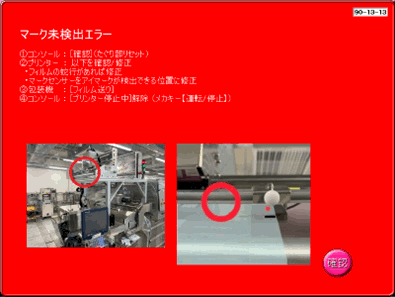 90-13-13
マーク未検出エラー
①コンソール：[確認](たぐり部リセット)
②プリンター：以下を確認/修正
・フィルムの蛇行があれば修正
・マークセンサーをアイマークが検出できる位置に修正
③包装機　：[フィルム送り]
④コンソール：[プリンター停止中]解除（メカキー【運転/停止】）
確認